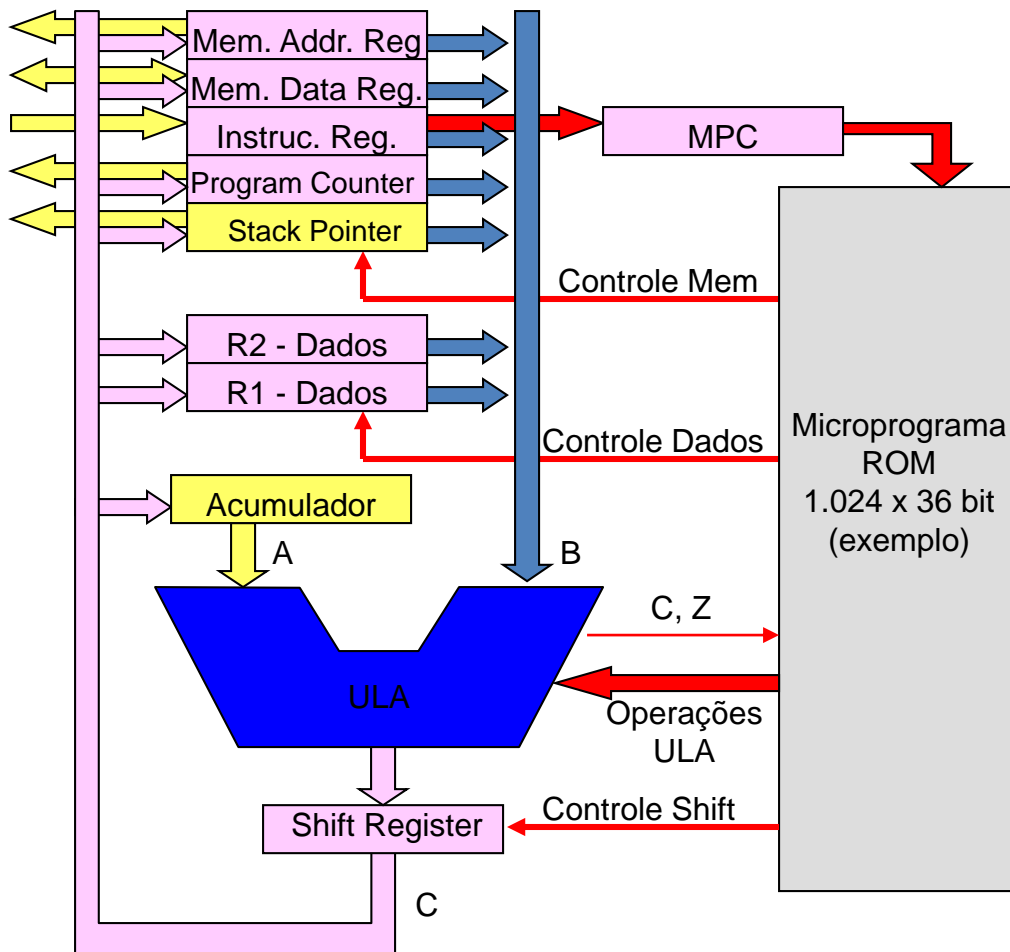 Mem. Addr. Reg
Mem. Data Reg.
Instruc. Reg.
MPC
Program Counter
Stack Pointer
Controle Mem
R2 - Dados
R1 - Dados
Controle Dados
Microprograma
ROM
1.024 x 36 bit
(exemplo)
Acumulador
A
B
C, Z
ULA
Operações
ULA
Controle Shift
Shift Register
C